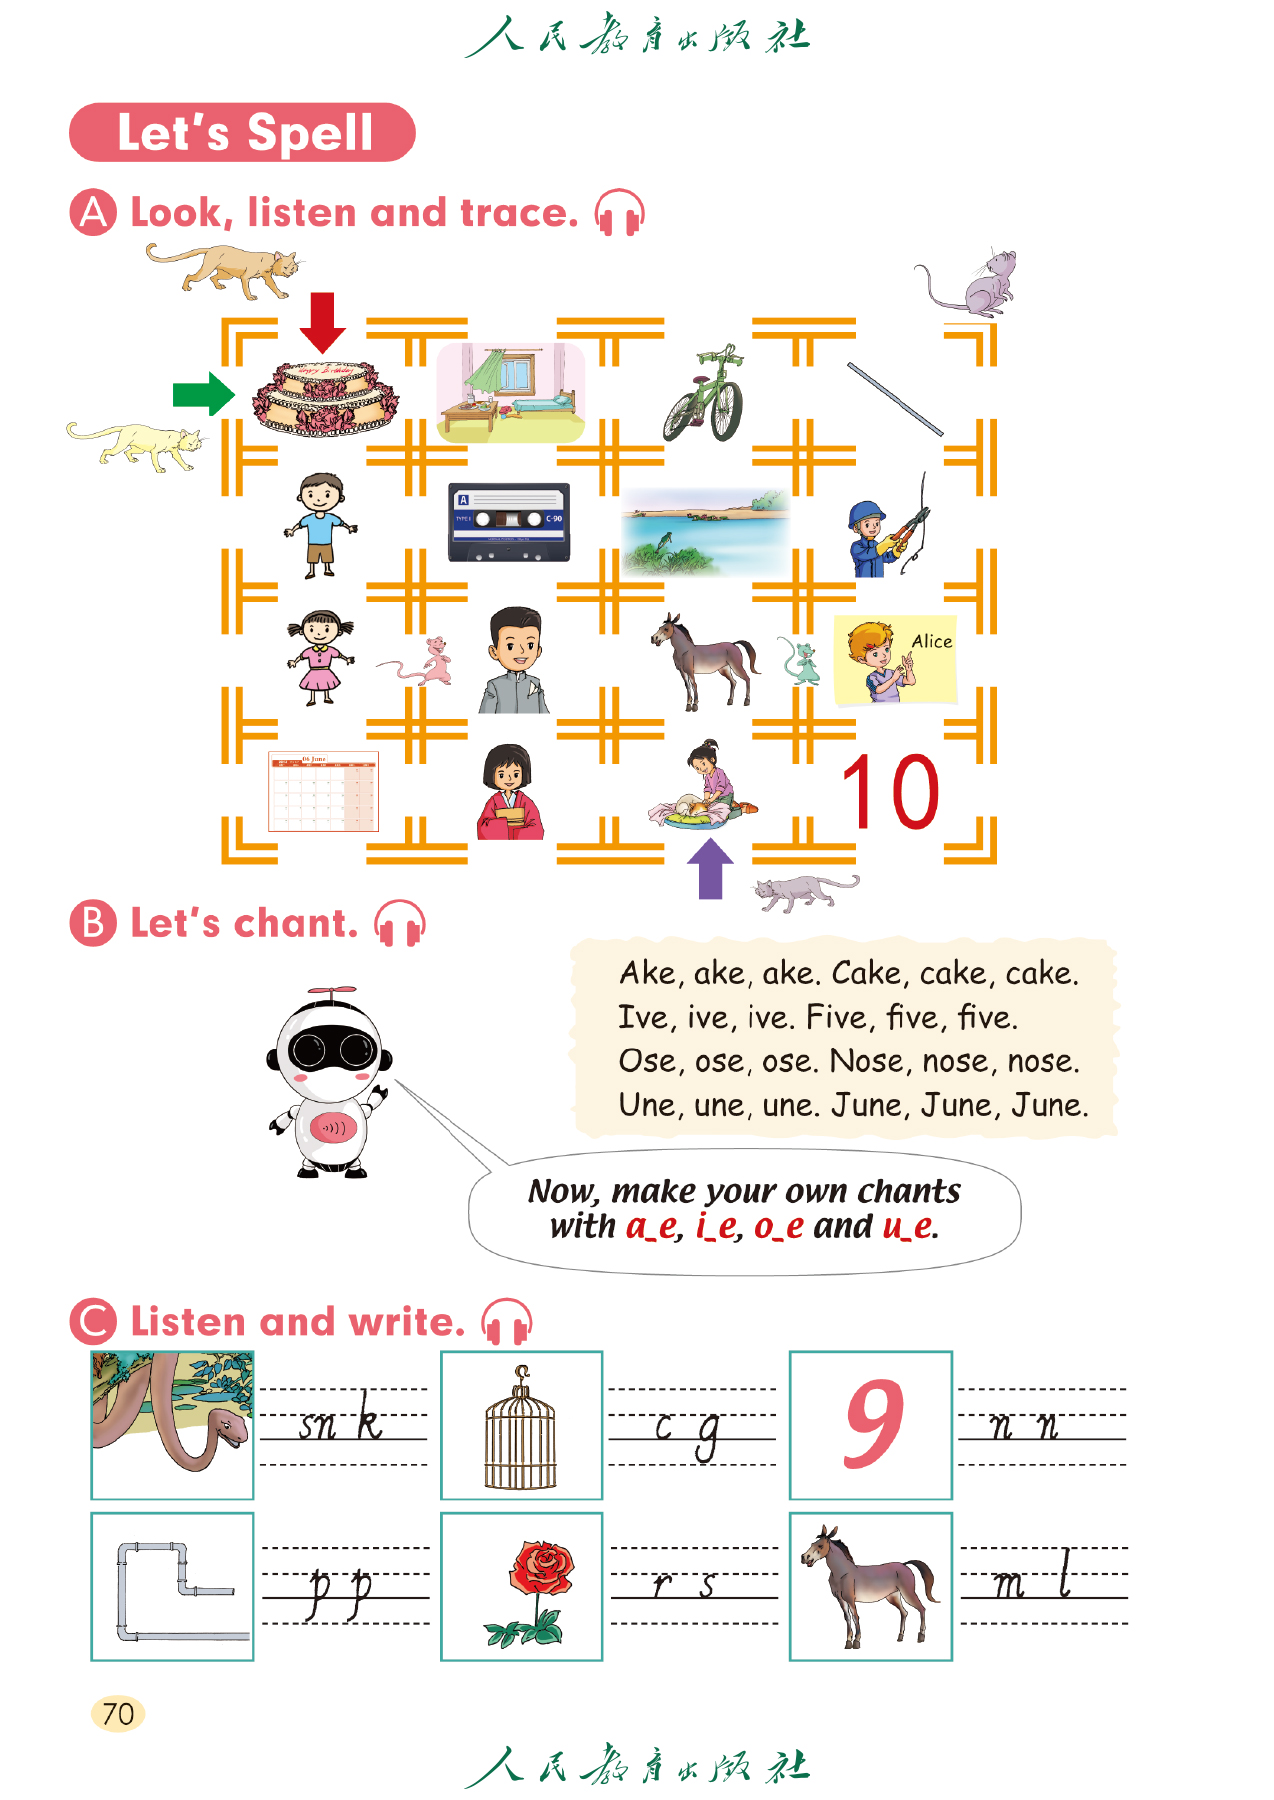 人民教育出版社
Let's Spell
A Look, listen and trace.
Happy Birthday
A
TYPE I C-90
Alice
06 June
10
B Let's chant.
Ake, ake, ake. Cake, cake, cake.
Ive, ive, ive. Five, five, five.
Ose, ose, ose. Nose, nose, nose.
Une, une, une. June, June, June.
Now, make your own chants
with a_e, i_e, o_e and u_e.
C Listen and write.
sn k
c g
9
n n
p p
r s
m l
70
人民教育出版社